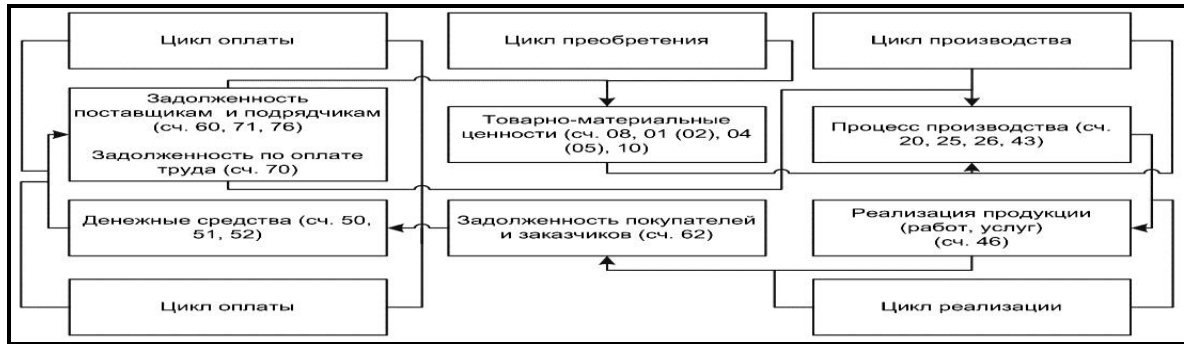 Цикл оплаты
Цикл преобретения
Цикл производства
Задолженность
поставщикам и подрядчикам
(сч. 60, 71, 76)
Задолженность по оплате
труда (сч. 70)
Товарно-материальные
ценности (сч. 08, 01 (02), 04
(05), 10)
Процесс производства (сч.
20, 25, 26, 43)
Денежные средства (сч. 50,
51, 52)
Задолженность покупателей
и заказчиков (сч. 62)
Реализация продукции
(работ, услуг)
(сч. 46)
Цикл оплаты
Цикл реализации